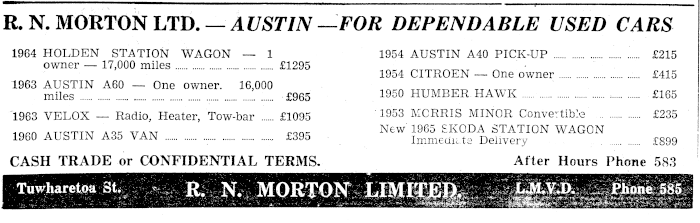 R. N. MORTON LTD. — AUSTIN — FOR DEPENDABLE USED CARS
1964 HOLDEN STATION WAGON — 1
owner — 17,000 miles ........ £1295
1963 AUSTIN A60 — One owner. 16,000
miles ........ £965
1963 VELOX — Radio, Heater, Tow-bar .... £1095
1960 AUSTIN A35 VAN ........ £395
1954 AUSTIN A40 PICK-UP ........ £215
1954 CITROEN — One owner ........ £415
1950 HUMBER HAWK ........ £165
1953 MORRIS MINOR Convertible ........ £235
New 1965 SKODA STATION WAGON
Immediate Delivery ........ £899
CASH TRADE or CONFIDENTIAL TERMS.
After Hours Phone 583
Tuwharetoa St. R. N. MORTON LIMITED. L.M.V.D. Phone 585